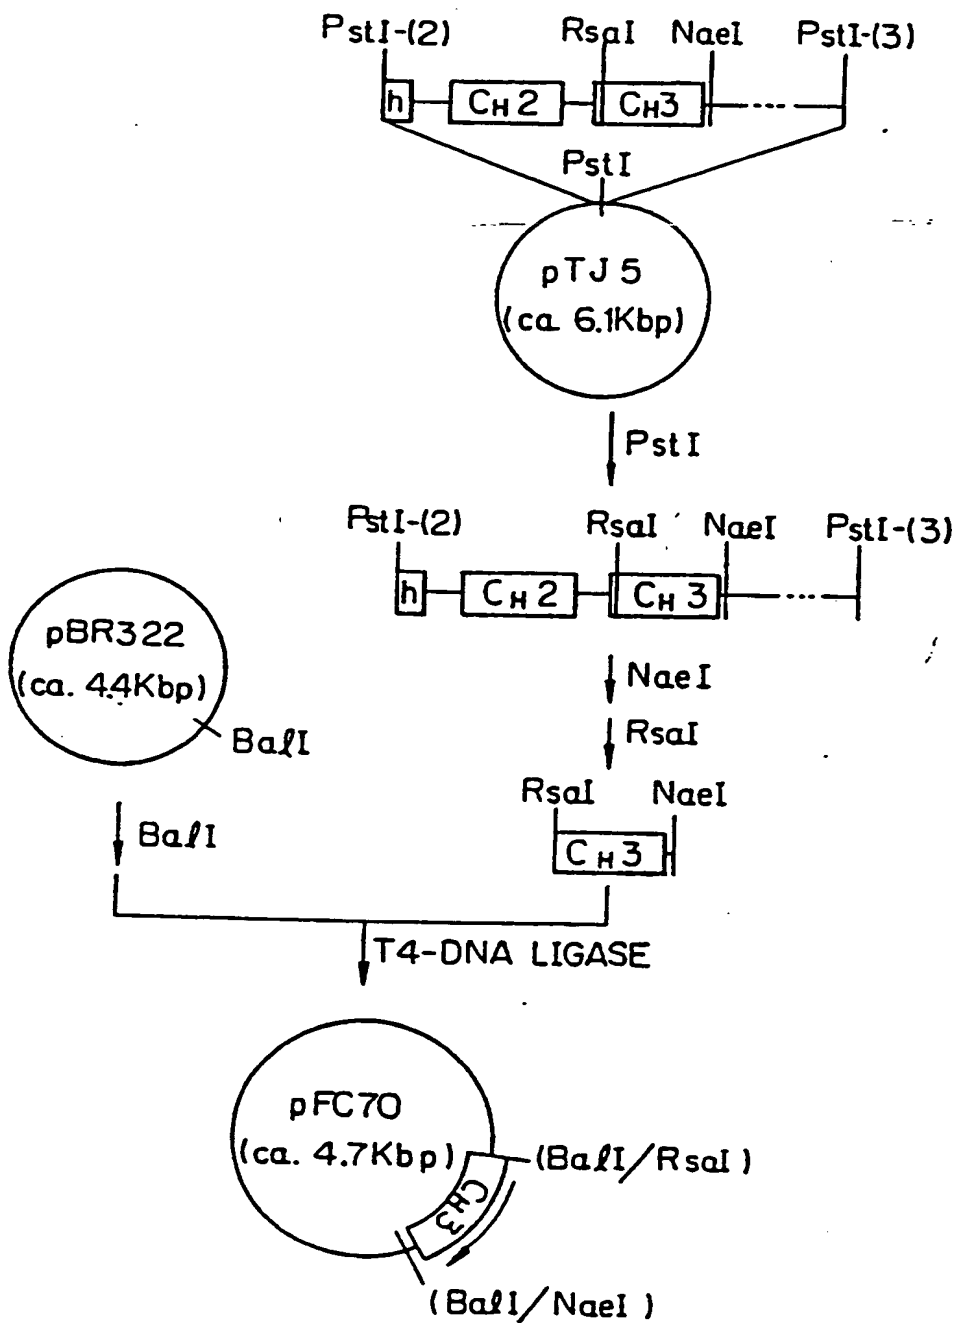 PstI-(2) RsaI NaeI PstI-(3)
h CH2 CH3
PstI
pTJ5
(ca 6.1Kbp)
PstI
PstI-(2) RsaI NaeI PstI-(3)
h CH2 CH3
pBR322
(ca. 4.4Kbp)
BalI
NaeI
RsaI
RsaI NaeI
CH3
BalI
T4-DNA LIGASE
pFC70
(ca. 4.7Kbp)
(BalI/RsaI)
CH3
(BalI/NaeI)